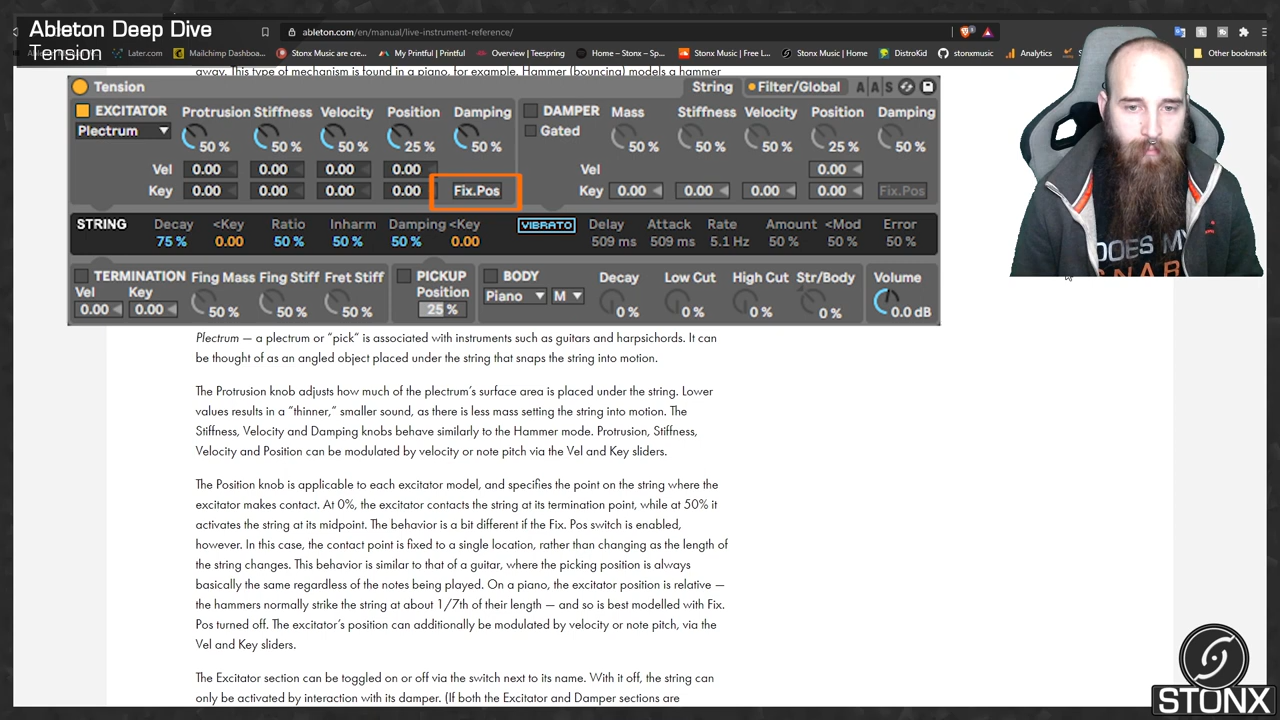 Ableton Deep Dive
Tension
ableton.com/en/manual/live-instrument-reference/
Later.com
Mailchimp Dashboa...
Stonx Music are cre...
My Printful | Printful
Overview | Teespring
Home – Stonx – Sp...
Stonx Music | Free L...
Stonx Music | Home
DistroKid
stonxmusic
Analytics
Other bookmarks
away. This type of mechanism is found in a piano, for example. Hammer (bouncing) models a hammer
Tension
String
Filter/Global
A A S
EXCITATOR
Protrusion Stiffness Velocity Position Damping
Plectrum
50 % 50 % 50 % 25 % 50 %
Vel 0.00 0.00 0.00 0.00
Key 0.00 0.00 0.00 0.00 Fix.Pos
DAMPER
Mass Stiffness Velocity Position Damping
Gated
50 % 50 % 50 % 25 % 50 %
Vel 0.00
Key 0.00 0.00 0.00 0.00 Fix.Pos
STRING Decay <Key Ratio Inharm Damping <Key
75 % 0.00 50 % 50 % 50 % 0.00
VIBRATO Delay Attack Rate Amount <Mod Error
509 ms 509 ms 5.1 Hz 50 % 50 % 50 %
TERMINATION Fing Mass Fing Stiff Fret Stiff
Vel Key
0.00 0.00 50 % 50 % 50 %
PICKUP
Position
25 %
BODY Decay Low Cut High Cut Str/Body
Piano M
0 % 0 % 0 % 0 %
Volume
0.0 dB
Plectrum — a plectrum or “pick” is associated with instruments such as guitars and harpsichords. It can
be thought of as an angled object placed under the string that snaps the string into motion.
The Protrusion knob adjusts how much of the plectrum’s surface area is placed under the string. Lower
values results in a “thinner,” smaller sound, as there is less mass setting the string into motion. The
Stiffness, Velocity and Damping knobs behave similarly to the Hammer mode. Protrusion, Stiffness,
Velocity and Position can be modulated by velocity or note pitch via the Vel and Key sliders.
The Position knob is applicable to each excitator model, and specifies the point on the string where the
excitator makes contact. At 0%, the excitator contacts the string at its termination point, while at 50% it
activates the string at its midpoint. The behavior is a bit different if the Fix. Pos switch is enabled,
however. In this case, the contact point is fixed to a single location, rather than changing as the length of
the string changes. This behavior is similar to that of a guitar, where the picking position is always
basically the same regardless of the notes being played. On a piano, the excitator position is relative —
the hammers normally strike the string at about 1/7th of their length — and so is best modelled with Fix.
Pos turned off. The excitator’s position can additionally be modulated by velocity or note pitch, via the
Vel and Key sliders.
The Excitator section can be toggled on or off via the switch next to its name. With it off, the string can
only be activated by interaction with its damper. (If both the Excitator and Damper sections are
DOES MY
SNAR
STONX